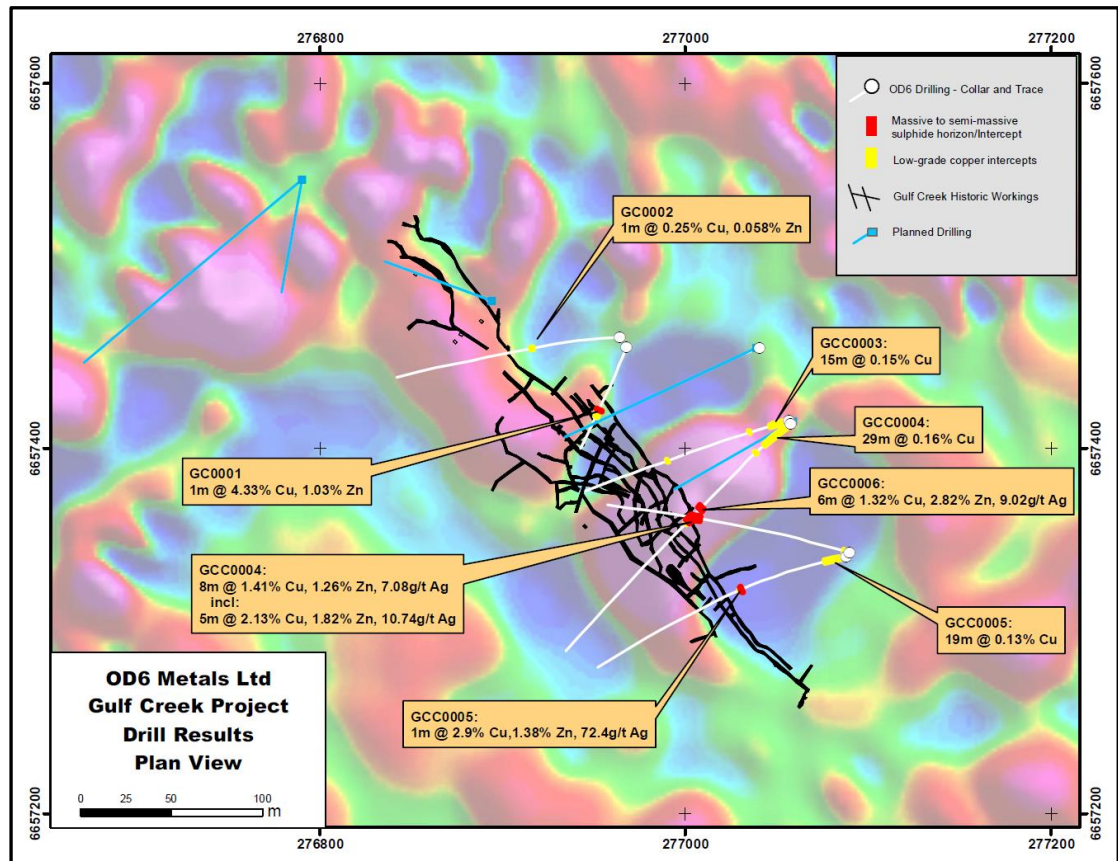 276800
277000
277200
6657600
6657600
OD6 Drilling - Collar and Trace
Massive to semi-massive
sulphide horizon/Intercept
Low-grade copper intercepts
Gulf Creek Historic Workings
Planned Drilling
GC0002
1m @ 0.25% Cu, 0.058% Zn
GCC0003:
15m @ 0.15% Cu
GCC0004:
29m @ 0.16% Cu
6657400
6657400
GC0001
1m @ 4.33% Cu, 1.03% Zn
GCC0006:
6m @ 1.32% Cu, 2.82% Zn, 9.02g/t Ag
GCC0004:
8m @ 1.41% Cu, 1.26% Zn, 7.08g/t Ag
incl:
5m @ 2.13% Cu, 1.82% Zn, 10.74g/t Ag
GCC0005:
19m @ 0.13% Cu
GCC0005:
1m @ 2.9% Cu,1.38% Zn, 72.4g/t Ag
OD6 Metals Ltd
Gulf Creek Project
Drill Results
Plan View
0 25 50 100
m
6657200
6657200
276800
277000
277200